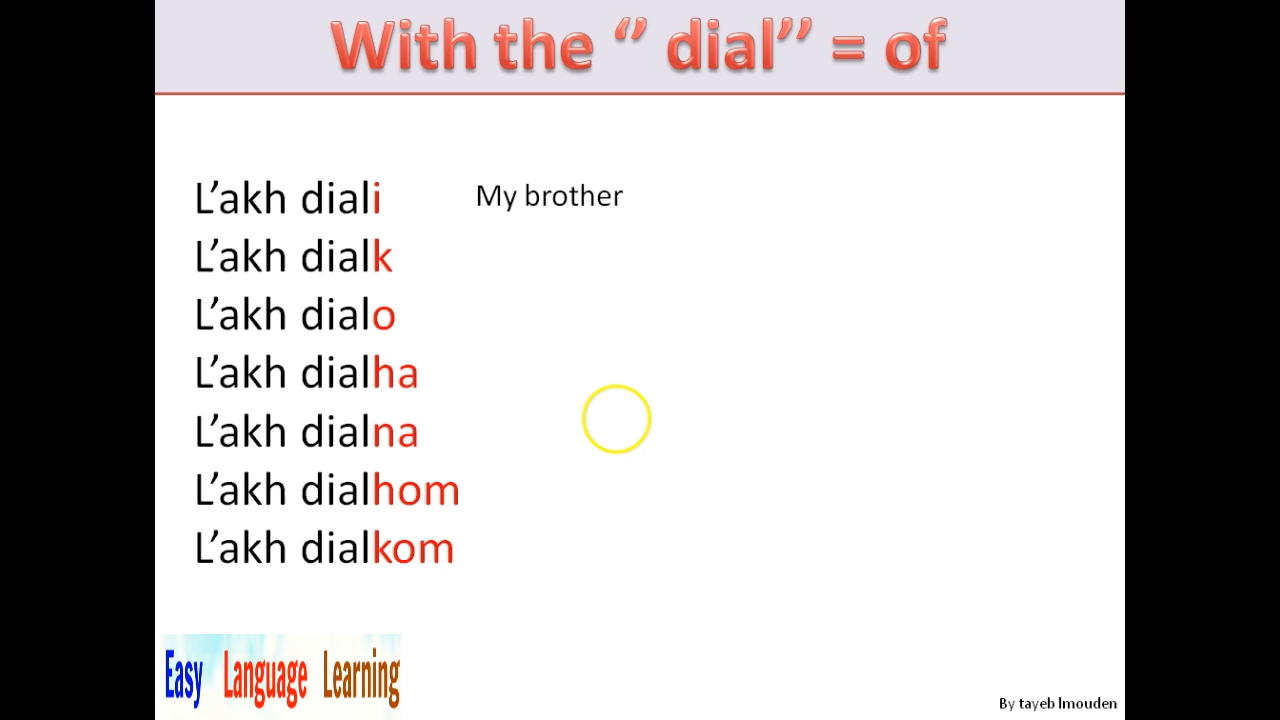 With the ‘’ dial’’ = of
L’akh diali My brother
L’akh dialk
L’akh dialo
L’akh dialha
L’akh dialna
L’akh dialhom
L’akh dialkom
Easy Language Learning
By tayeb lmouden